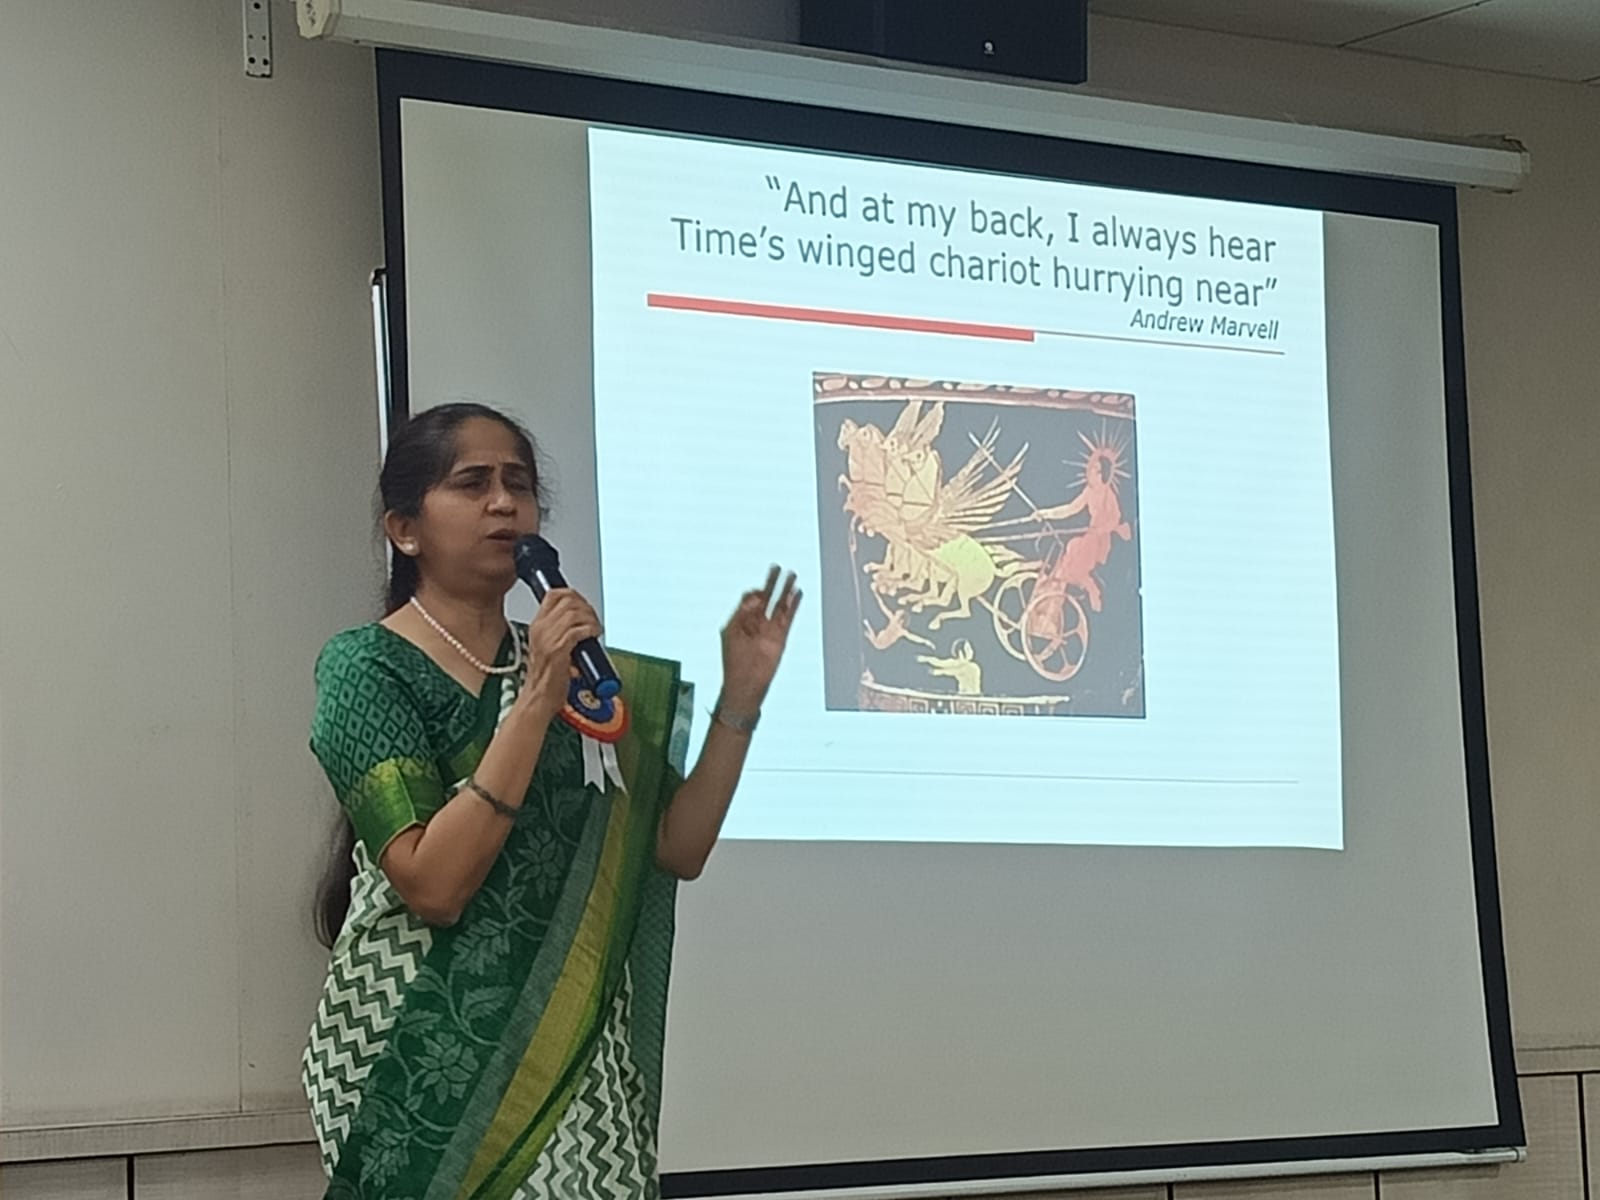 “And at my back, I always hear
Time’s winged chariot hurrying near”
Andrew Marvell